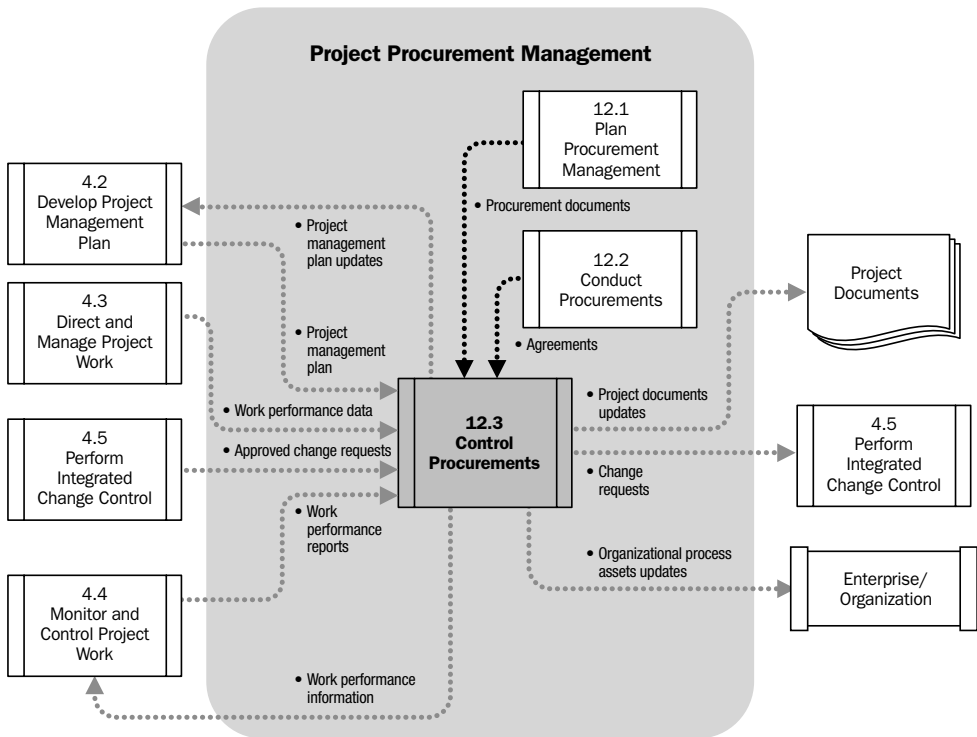 Project Procurement Management
12.1
Plan
Procurement
Management
4.2
Develop Project
Management
Plan
• Project
management
plan updates
• Procurement documents
12.2
Conduct
Procurements
Project
Documents
4.3
Direct and
Manage Project
Work
• Project
management
plan
• Agreements
• Work performance data
12.3
Control
Procurements
• Project documents
updates
4.5
Perform
Integrated
Change Control
• Approved change requests
• Change
requests
4.5
Perform
Integrated
Change Control
• Work
performance
reports
• Organizational process
assets updates
Enterprise/
Organization
4.4
Monitor and
Control Project
Work
• Work performance
information